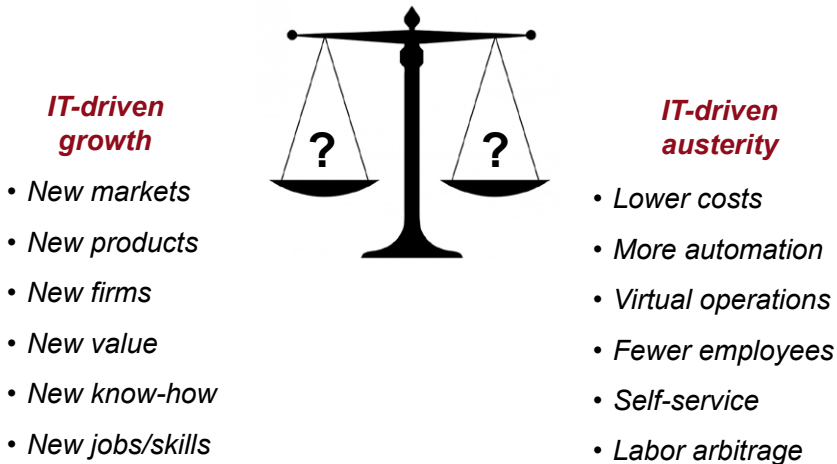 IT-driven
growth
• New markets
• New products
• New firms
• New value
• New know-how
• New jobs/skills
?
?
IT-driven
austerity
• Lower costs
• More automation
• Virtual operations
• Fewer employees
• Self-service
• Labor arbitrage